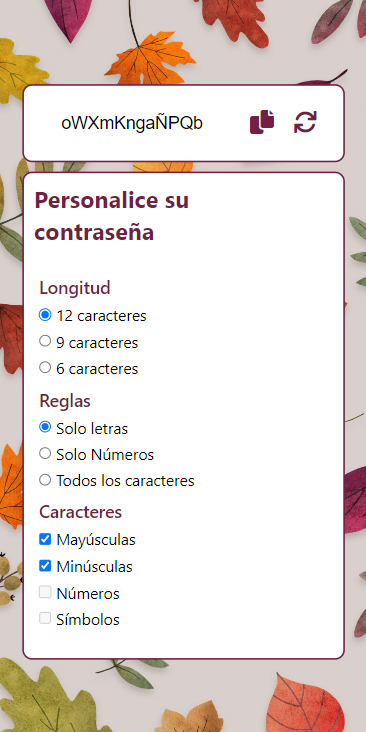 oWXmKngaÑPQb
Personalice su
contraseña
Longitud
12 caracteres
9 caracteres
6 caracteres
Reglas
Solo letras
Solo Números
Todos los caracteres
Caracteres
Mayúsculas
Minúsculas
Números
Símbolos